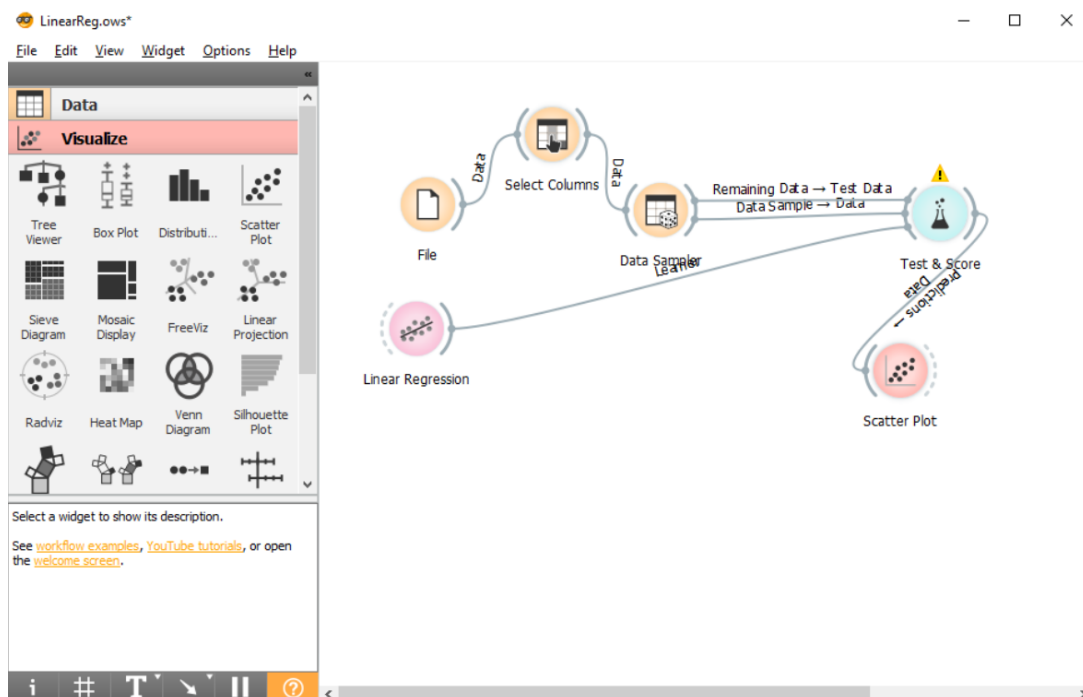 LinearReg.ows*
File Edit View Widget Options Help
«
Data
Visualize
Tree
Viewer
Box Plot
Distributi...
Scatter
Plot
Sieve
Diagram
Mosaic
Display
FreeViz
Linear
Projection
Radviz
Heat Map
Venn
Diagram
Silhouette
Plot
Select a widget to show its description.
See workflow examples, YouTube tutorials, or open
the welcome screen.
i # T ?
File
Data
Select Columns
Data
Data Sampler
Remaining Data → Test Data
Data Sample → Data
Learner
Linear Regression
Test & Score
Predictions →
Data
Scatter Plot